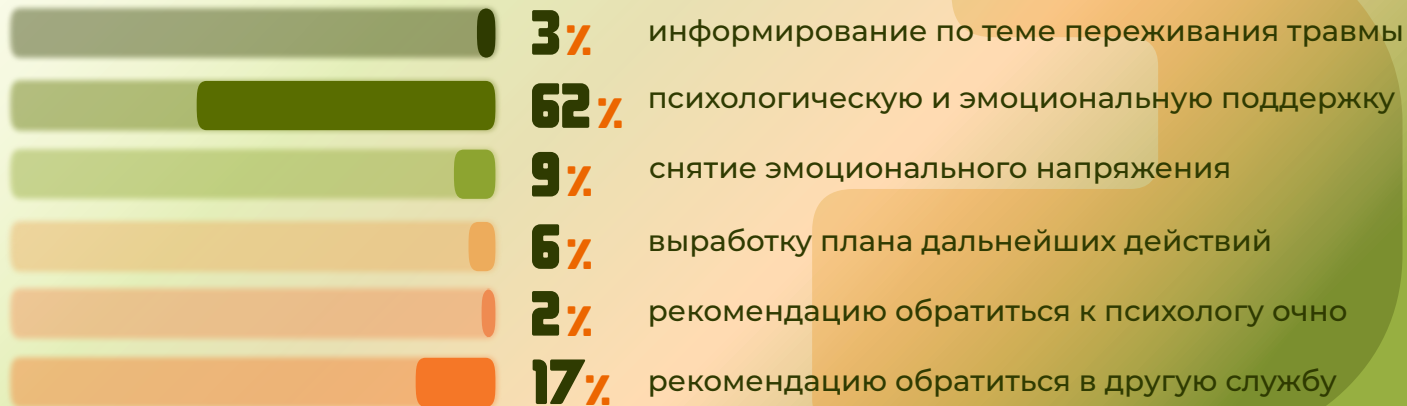 3% информирование по теме переживания травмы
62% психологическую и эмоциональную поддержку
9% снятие эмоционального напряжения
6% выработку плана дальнейших действий
2% рекомендацию обратиться к психологу очно
17% рекомендацию обратиться в другую службу